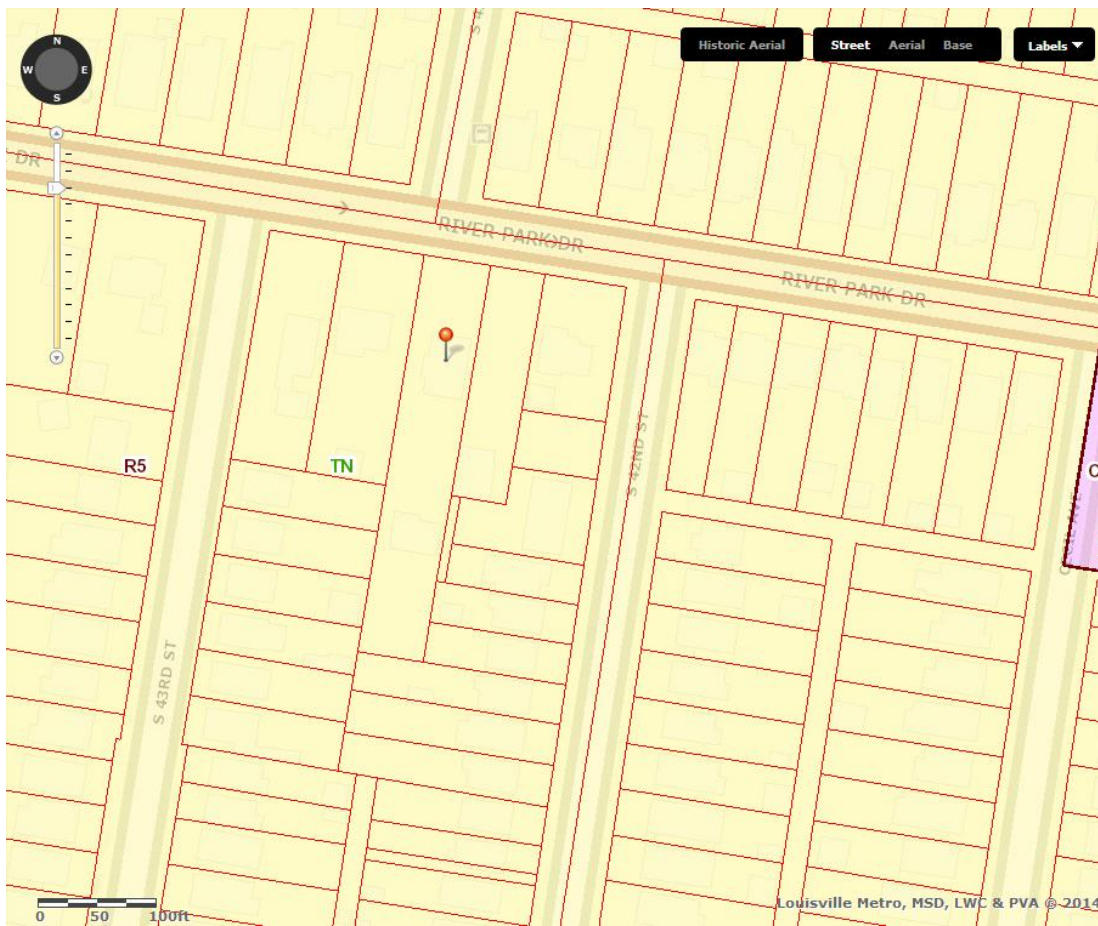 N
W E
S
Historic Aerial
Street Aerial Base
Labels
DR
RIVER PARK DR
RIVER PARK DR
S 42ND ST
R5
TN
S 43RD ST
0 50 100ft
Louisville Metro, MSD, LWC & PVA © 2014